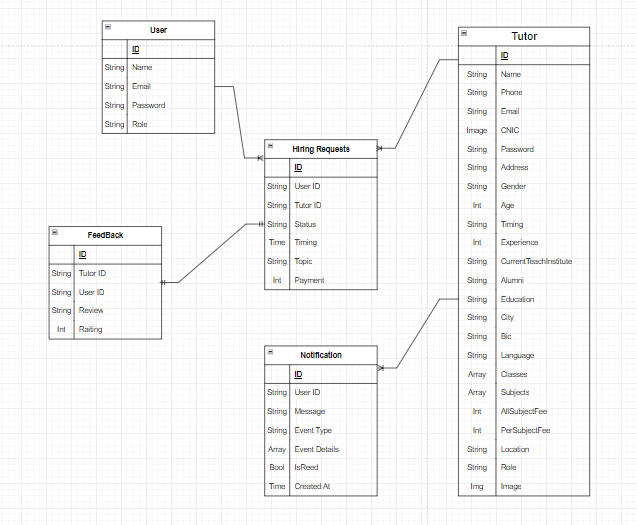 User
ID
String Name
String Email
String Password
String Role
Tutor
ID
String Name
String Phone
String Email
Image CNIC
String Password
String Address
String Gender
Int Age
String Timing
Int Experience
String CurrentTeachInstitute
String Alumni
String Education
String City
String Bic
String Language
Array Classes
Array Subjects
Int AllSubjectFee
Int PerSubjectFee
String Location
String Role
Img Image
Hiring Requests
ID
String User ID
String Tutor ID
String Status
Time Timing
String Topic
Int Payment
FeedBack
ID
String Tutor ID
String User ID
String Review
Int Raiting
Notification
ID
String User ID
String Message
String Event Type
Array Event Details
Bool IsReed
Time Created At